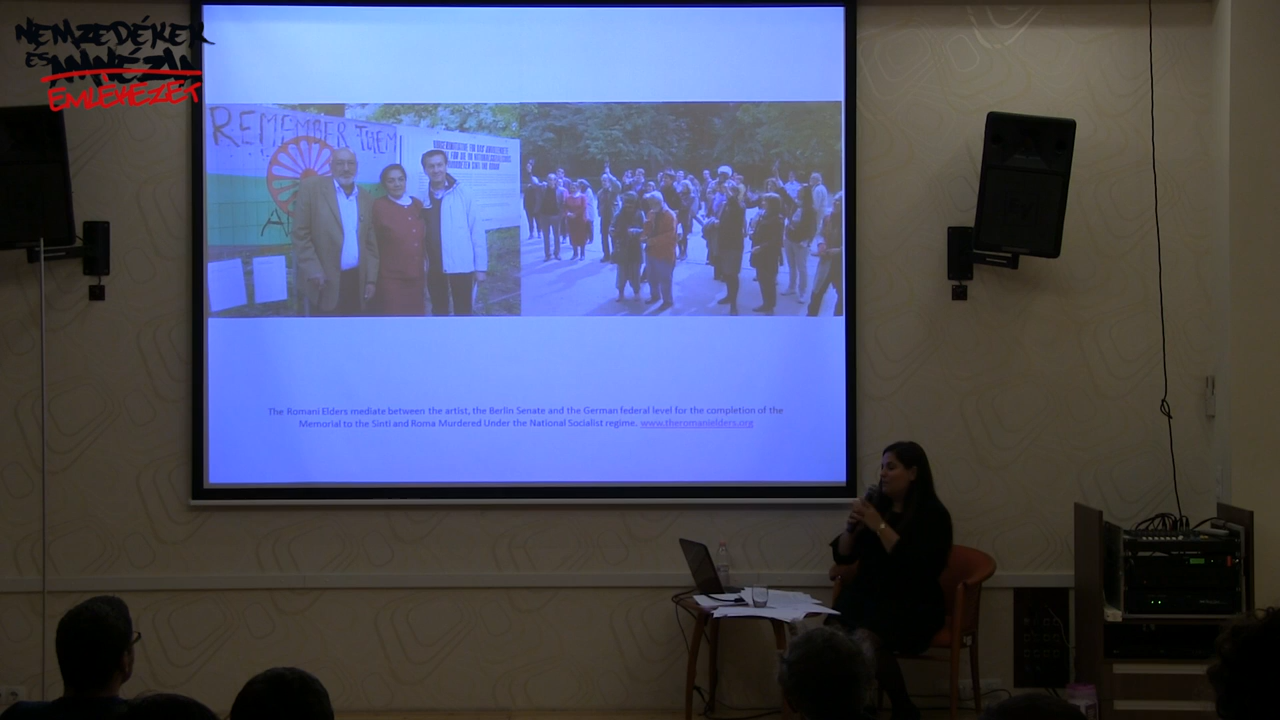 NEMZEDÉKEK
ÉS
AMNÉZIA
EMLÉKEZET
REMEMBER THEM
The Romani Elders mediate between the artist, the Berlin Senate and the German federal level for the completion of the
Memorial to the Sinti and Roma Murdered Under the National Socialist regime. www.theromanielders.org